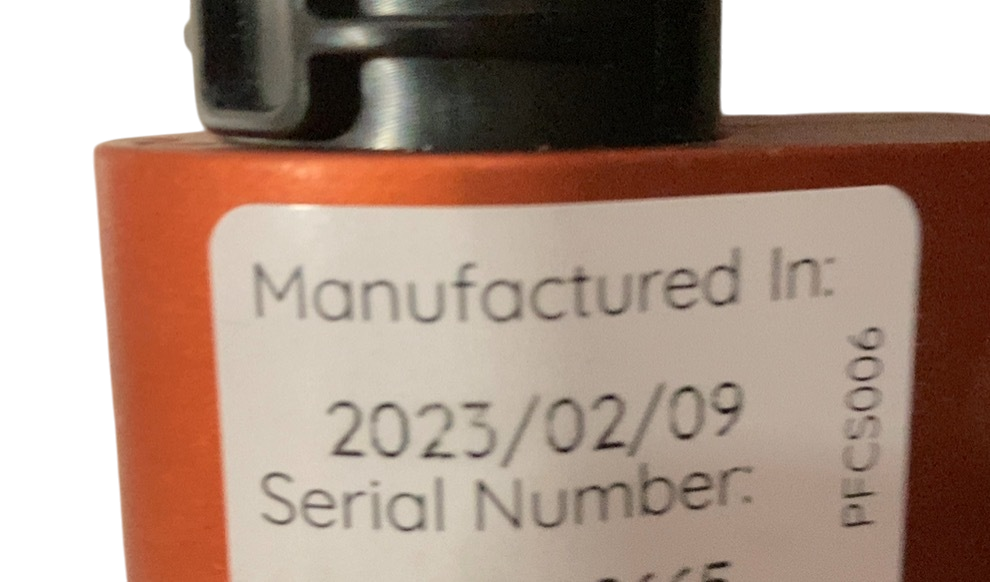 Manufactured In:
2023/02/09
Serial Number:
PFCS006